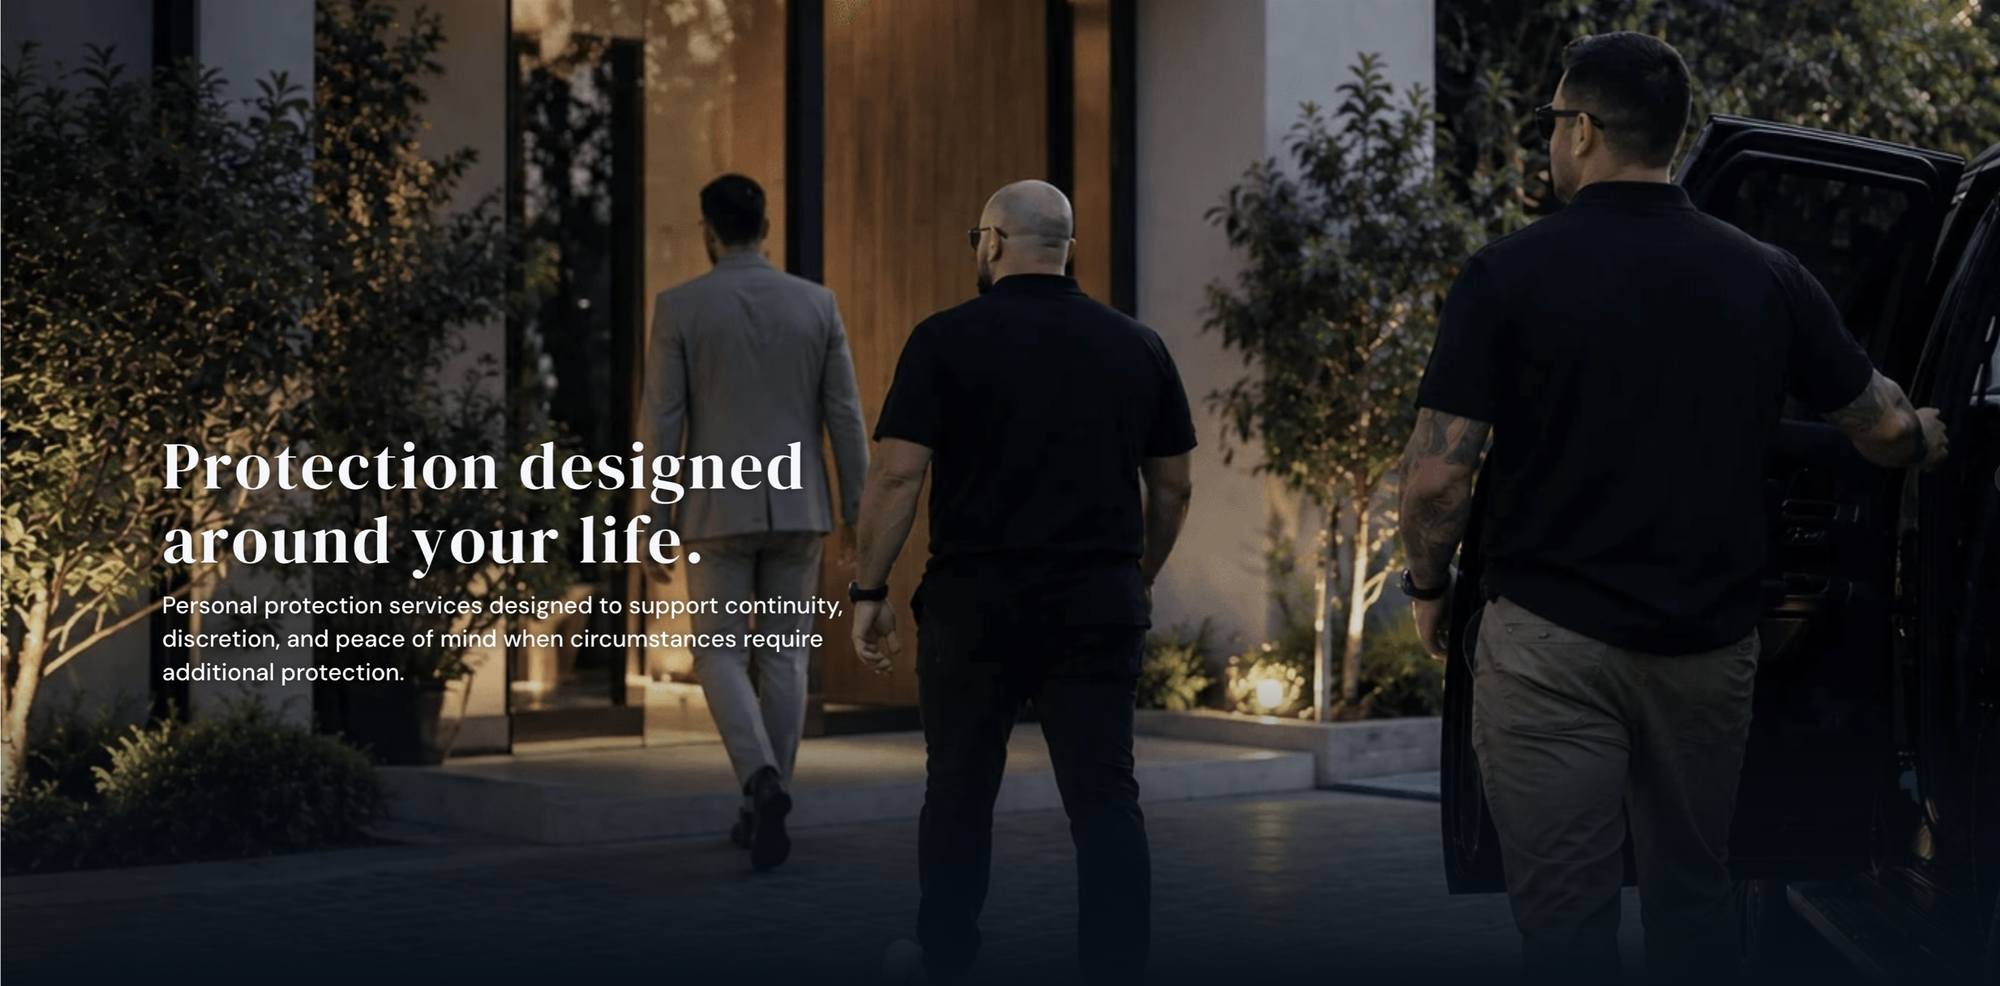 Protection designed
around your life.
Personal protection services designed to support continuity,
discretion, and peace of mind when circumstances require
additional protection.